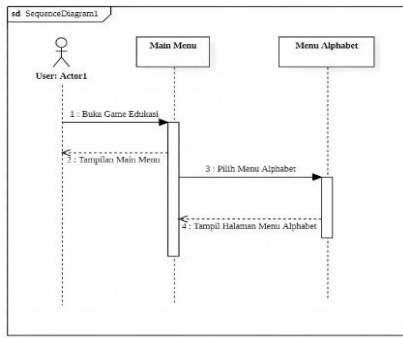 sd SequenceDiagram1
Main Menu
Menu Alphabet
User: Actor1
1 : Buka Game Edukasi
2 : Tampilan Main Menu
3 : Pilih Menu Alphabet
4 : Tampil Halaman Menu Alphabet